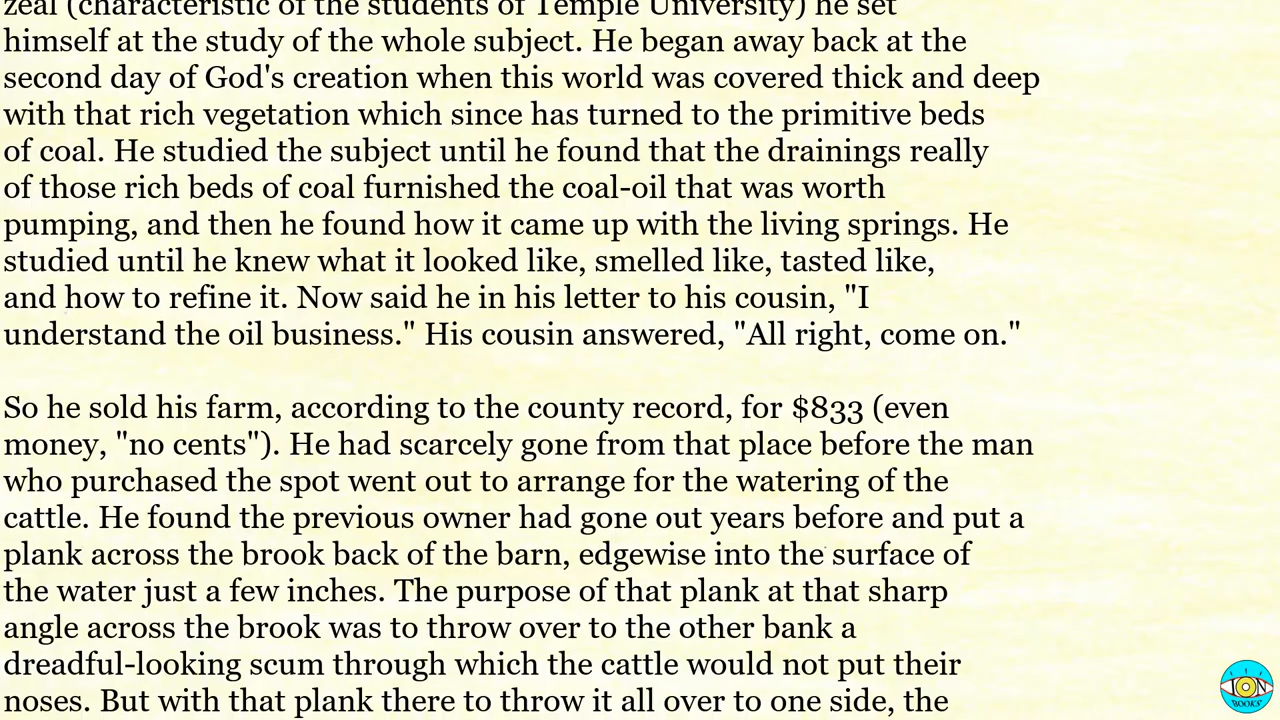 zeal (characteristic of the students of Temple University) he set
himself at the study of the whole subject. He began away back at the
second day of God's creation when this world was covered thick and deep
with that rich vegetation which since has turned to the primitive beds
of coal. He studied the subject until he found that the drainings really
of those rich beds of coal furnished the coal-oil that was worth
pumping, and then he found how it came up with the living springs. He
studied until he knew what it looked like, smelled like, tasted like,
and how to refine it. Now said he in his letter to his cousin, "I
understand the oil business." His cousin answered, "All right, come on."
So he sold his farm, according to the county record, for $833 (even
money, "no cents"). He had scarcely gone from that place before the man
who purchased the spot went out to arrange for the watering of the
cattle. He found the previous owner had gone out years before and put a
plank across the brook back of the barn, edgewise into the surface of
the water just a few inches. The purpose of that plank at that sharp
angle across the brook was to throw over to the other bank a
dreadful-looking scum through which the cattle would not put their
noses. But with that plank there to throw it all over to one side, the
ION
BOOKS